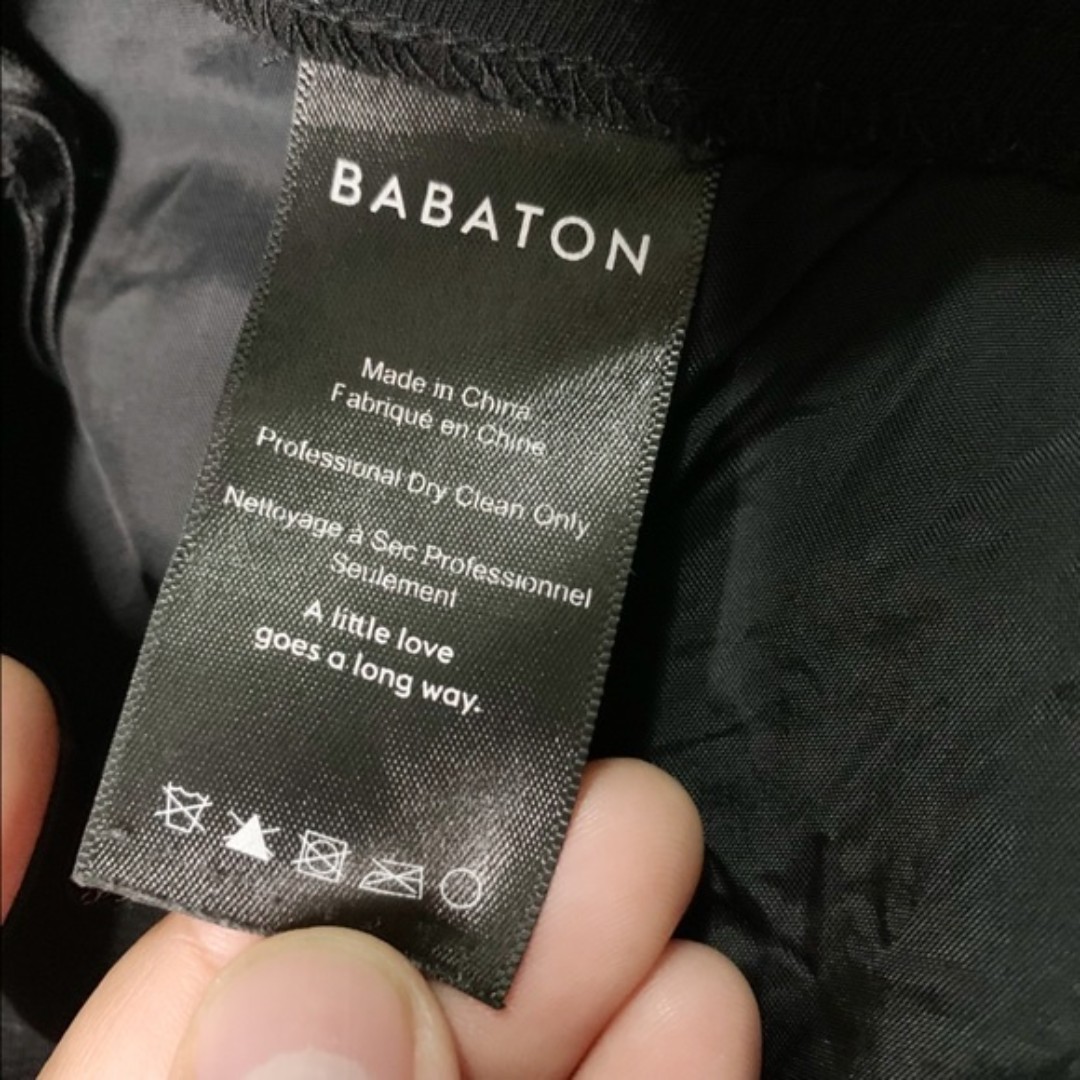 BABATON
Made in China
Fabriqué en Chine
Professional Dry Clean Only
Nettoyage à Sec Professionnel
Seulement
A little love
goes a long way.